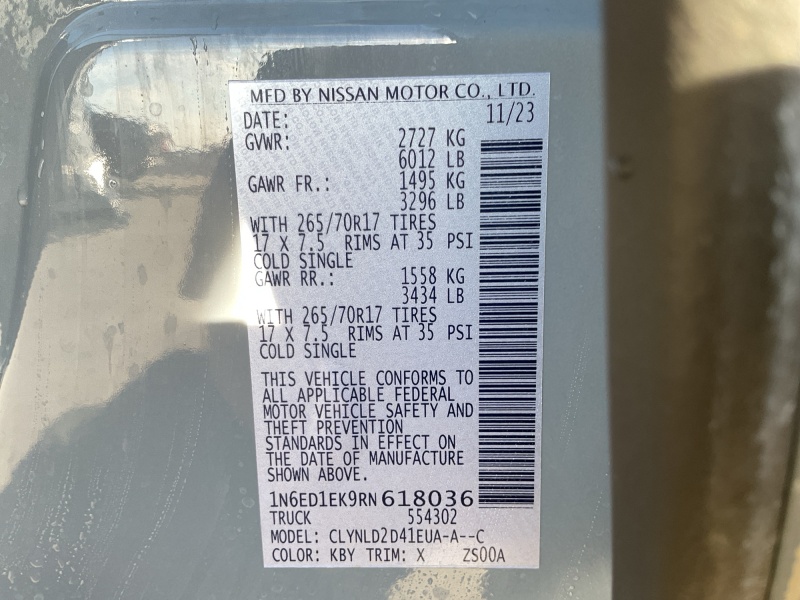 MFD BY NISSAN MOTOR CO., LTD.
DATE: 11/23
GVWR: 2727 KG
6012 LB
GAWR FR.: 1495 KG
3296 LB
WITH 265/70R17 TIRES
17 X 7.5 RIMS AT 35 PSI
COLD SINGLE
GAWR RR.: 1558 KG
3434 LB
WITH 265/70R17 TIRES
17 X 7.5 RIMS AT 35 PSI
COLD SINGLE
THIS VEHICLE CONFORMS TO
ALL APPLICABLE FEDERAL
MOTOR VEHICLE SAFETY AND
THEFT PREVENTION
STANDARDS IN EFFECT ON
THE DATE OF MANUFACTURE
SHOWN ABOVE.
1N6ED1EK9RN618036
TRUCK 554302
MODEL: CLYNLD2D41EUA-A--C
COLOR: KBY TRIM: X ZS00A